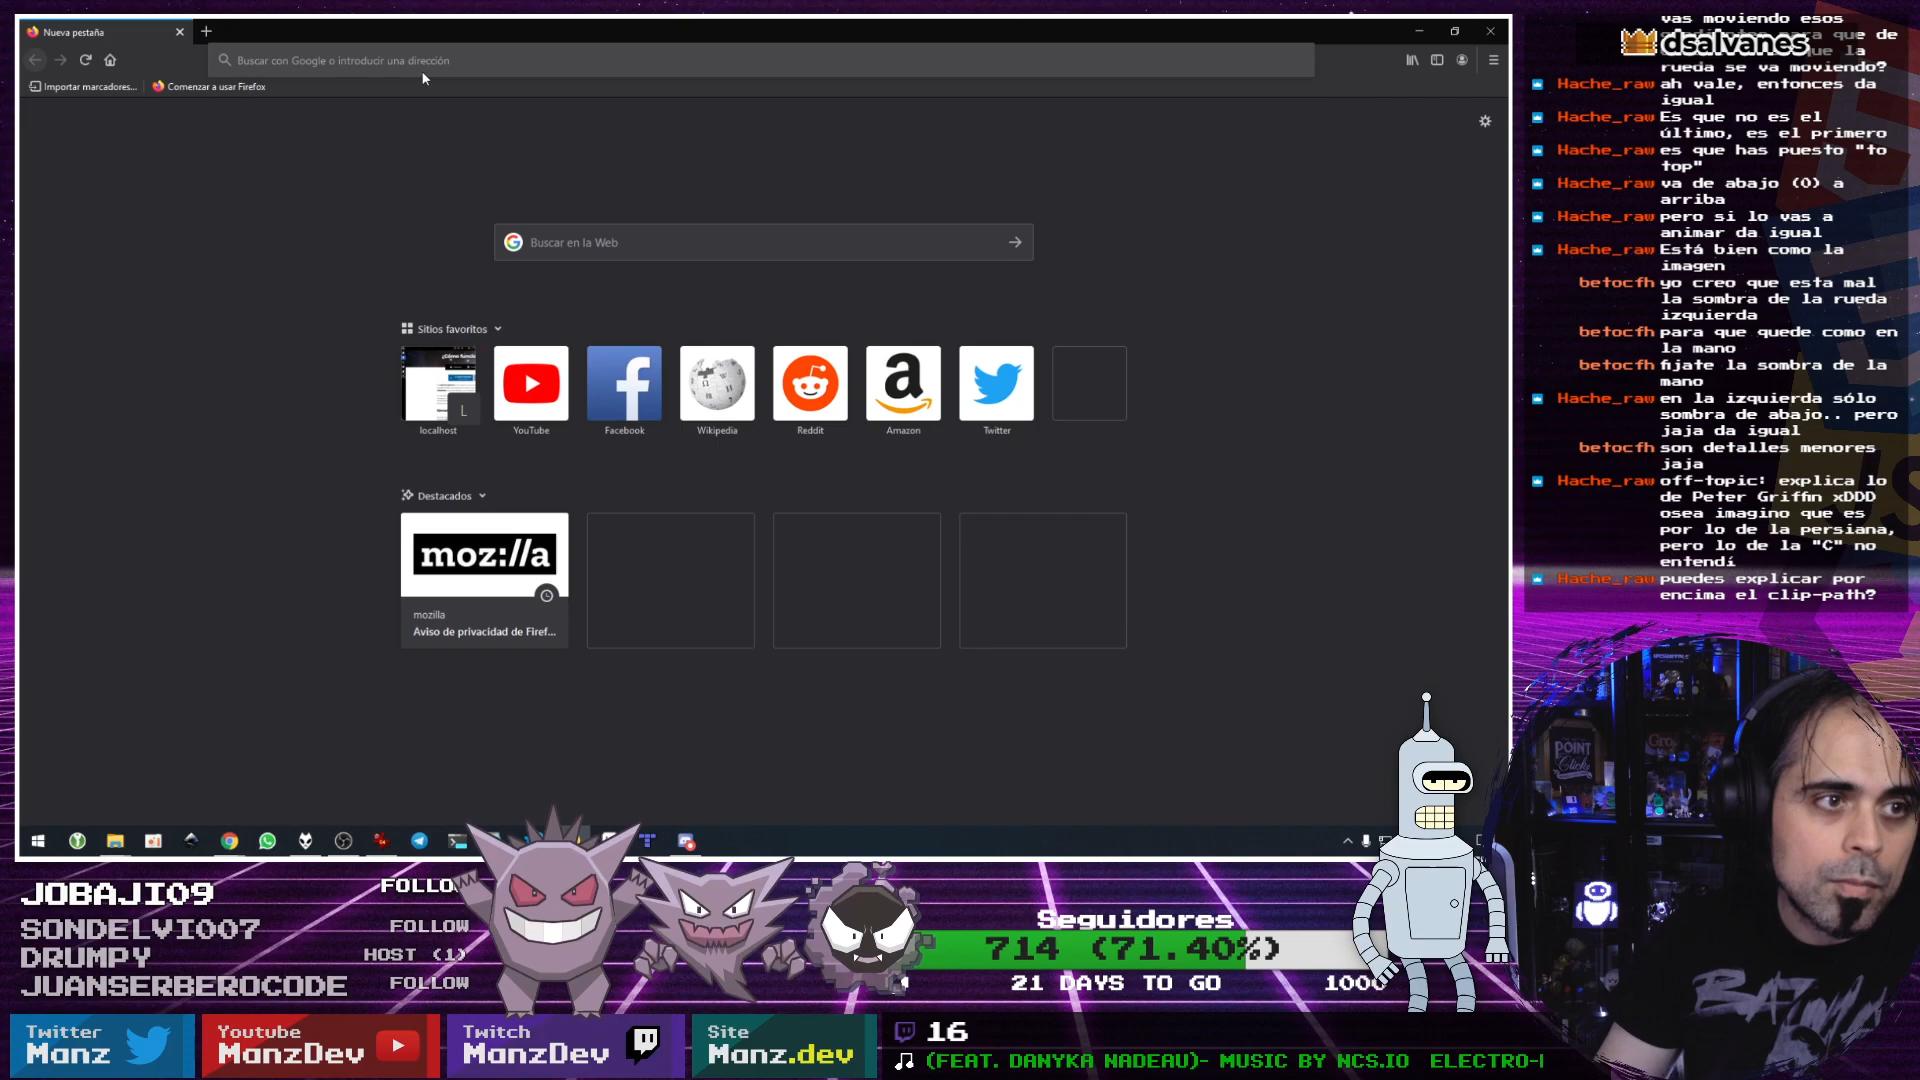 Nueva pestaña
Buscar con Google o introducir una dirección
Importar marcadores...
Comenzar a usar Firefox
Buscar en la Web
Sitios favoritos
L
localhost
YouTube
Facebook
Wikipedia
Reddit
Amazon
Twitter
Destacados
moz://a
mozilla
Aviso de privacidad de Firef...
dsalvanes
vas moviendo esos
rueda se va moviendo?
Hache_raw ah vale, entonces da
igual
Hache_raw Es que no es el
último, es el primero
Hache_raw es que has puesto "to
top"
Hache_raw va de abajo (0) a
arriba
Hache_raw pero si lo vas a
animar da igual
Hache_raw Está bien como la
imagen
betocfh yo creo que esta mal
la sombra de la rueda
izquierda
betocfh para que quede como en
la mano
betocfh fijate la sombra de la
mano
Hache_raw en la izquierda sólo
sombra de abajo.. pero
jaja da igual
betocfh son detalles menores
jaja
Hache_raw off-topic: explica lo
de Peter Griffin xDDD
osea imagino que es
por lo de la persiana,
pero lo de la "C" no
entendí
Hache_raw puedes explicar por
encima el clip-path?
POINT
Click
JOBAJI09
SONDELVI007 FOLLOW
DRUMPY HOST (1)
JUANSERBEROCODE FOLLOW
Seguidores
714 (71.40%)
21 DAYS TO GO
1000
Twitter
Manz
Youtube
ManzDev
Twitch
ManzDev
Site
Manz.dev
16
(FEAT. DANYKA NADEAU)- MUSIC BY NCS.IO ELECTRO-